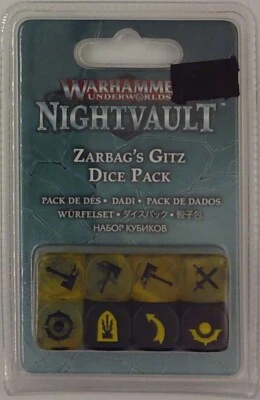 WARHAMMER
UNDERWORLDS
NIGHTVAULT
ZARBAG'S GITZ
DICE PACK
PACK DE DÉS • DADI • PACK DE DADOS
WÜRFELSET • ダイスパック • 骰子包
НАБОР КУБИКОВ